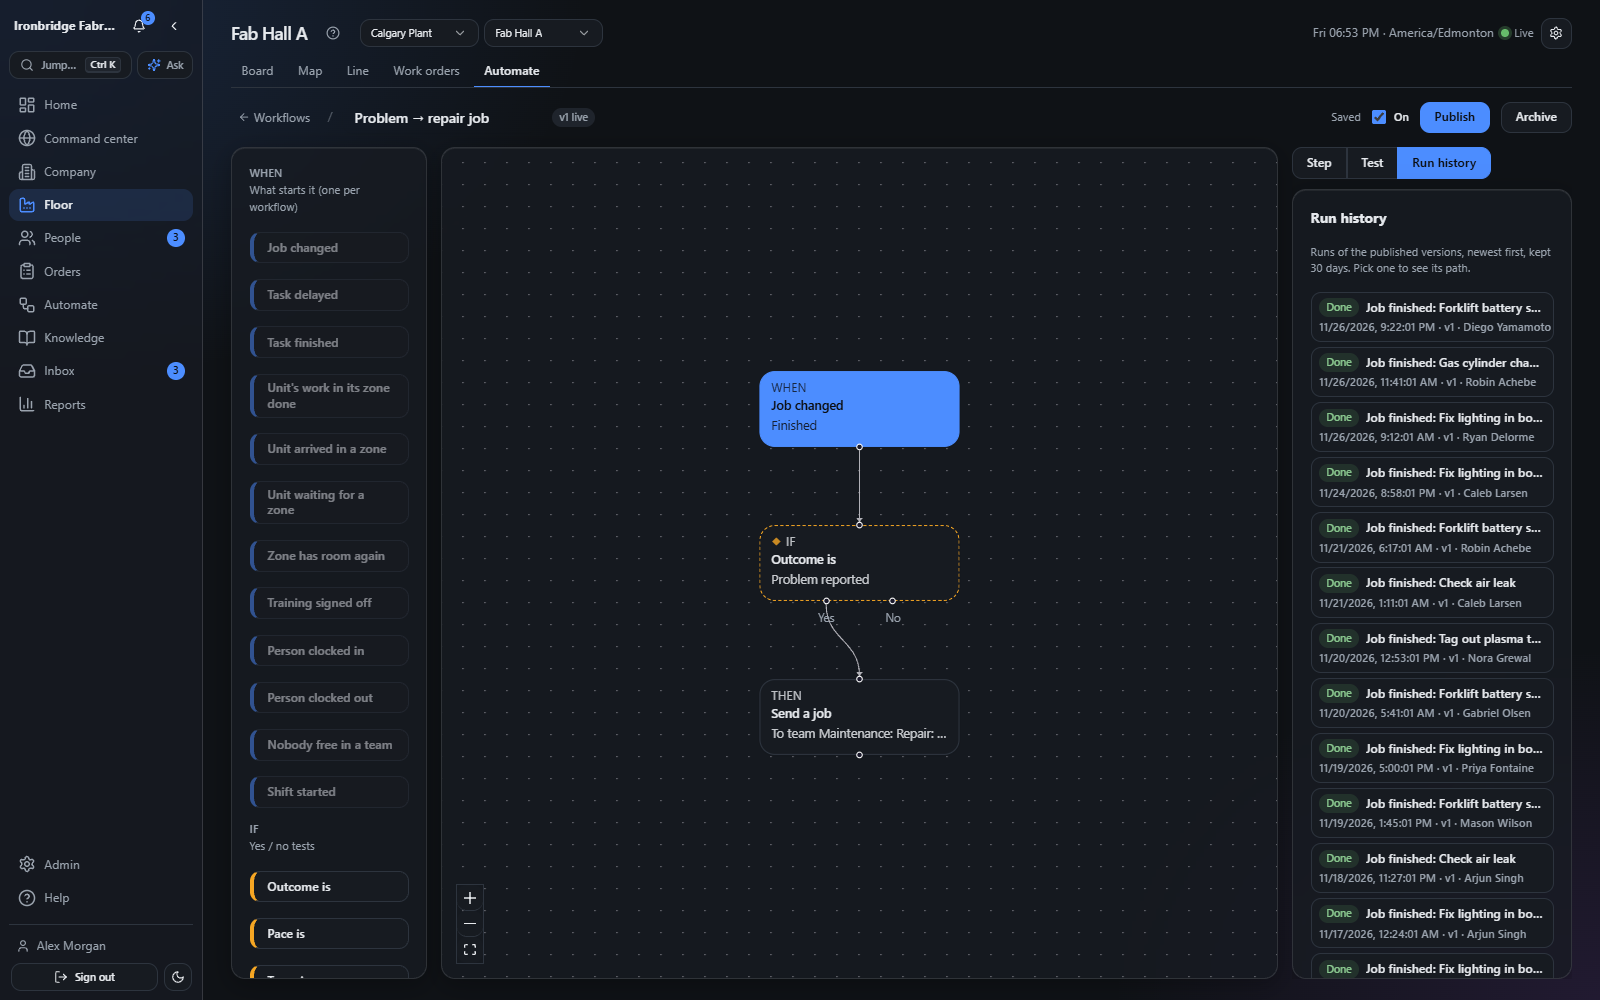 Ironbridge Fabr...
6
Jump...
Ctrl K
Ask
Home
Command center
Company
Floor
People
3
Orders
Automate
Knowledge
Inbox
3
Reports
Admin
Help
Alex Morgan
Sign out
Fab Hall A
Calgary Plant
Fab Hall A
Fri 06:53 PM · America/Edmonton
Live
Board
Map
Line
Work orders
Automate
← Workflows
/
Problem → repair job
v1 live
Saved
On
Publish
Archive
WHEN
What starts it (one per
workflow)
Job changed
Task delayed
Task finished
Unit's work in its zone
done
Unit arrived in a zone
Unit waiting for a
zone
Zone has room again
Training signed off
Person clocked in
Person clocked out
Nobody free in a team
Shift started
IF
Yes / no tests
Outcome is
Pace is
WHEN
Job changed
Finished
IF
Outcome is
Problem reported
Yes
No
THEN
Send a job
To team Maintenance: Repair: ...
Step
Test
Run history
Run history
Runs of the published versions, newest first, kept
30 days. Pick one to see its path.
Done Job finished: Forklift battery s...
11/26/2026, 9:22:01 PM · v1 · Diego Yamamoto
Done Job finished: Gas cylinder cha...
11/26/2026, 11:41:01 AM · v1 · Robin Achebe
Done Job finished: Fix lighting in bo...
11/26/2026, 9:12:01 AM · v1 · Ryan Delorme
Done Job finished: Fix lighting in bo...
11/24/2026, 8:58:01 PM · v1 · Caleb Larsen
Done Job finished: Forklift battery s...
11/21/2026, 6:17:01 AM · v1 · Robin Achebe
Done Job finished: Check air leak
11/21/2026, 1:11:01 AM · v1 · Caleb Larsen
Done Job finished: Tag out plasma t...
11/20/2026, 12:53:01 PM · v1 · Nora Grewal
Done Job finished: Forklift battery s...
11/20/2026, 5:41:01 AM · v1 · Gabriel Olsen
Done Job finished: Fix lighting in bo...
11/19/2026, 5:00:01 PM · v1 · Priya Fontaine
Done Job finished: Forklift battery s...
11/19/2026, 1:45:01 PM · v1 · Mason Wilson
Done Job finished: Check air leak
11/18/2026, 11:27:01 PM · v1 · Arjun Singh
Done Job finished: Fix lighting in bo...
11/17/2026, 12:24:01 AM · v1 · Arjun Singh
Done Job finished: Fix lighting in bo...